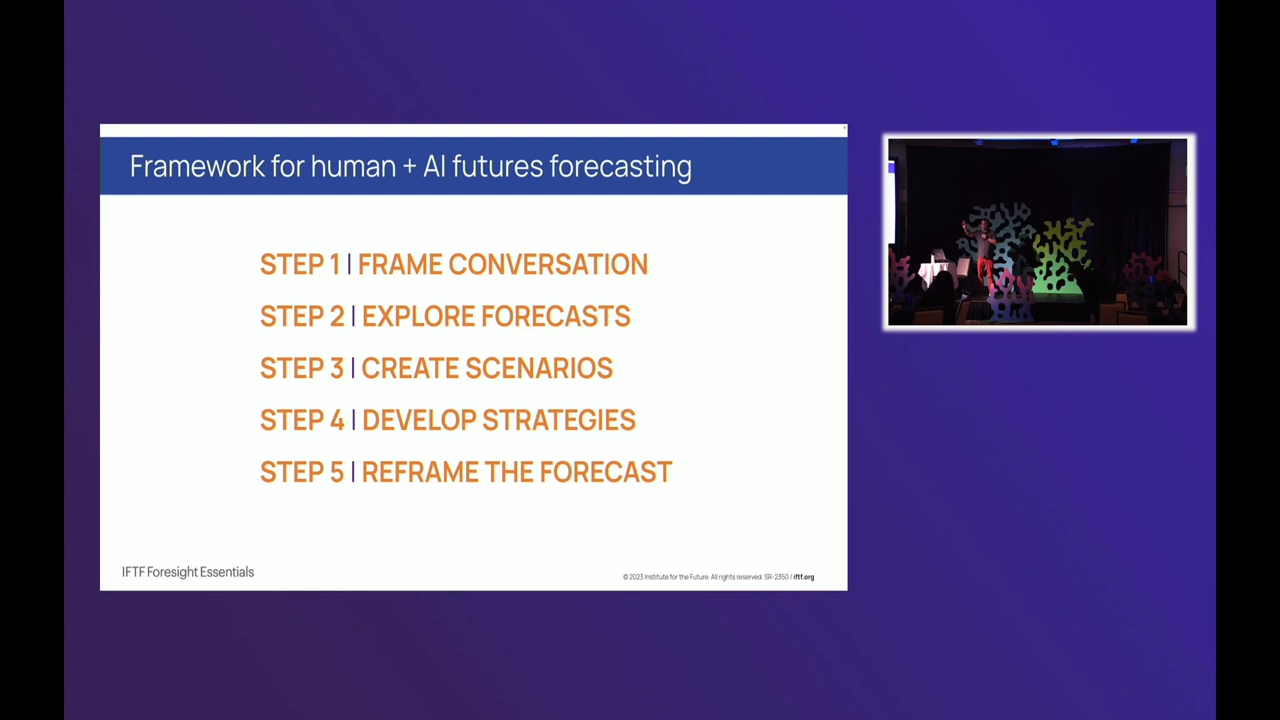 Framework for human + AI futures forecasting
STEP 1 | FRAME CONVERSATION
STEP 2 | EXPLORE FORECASTS
STEP 3 | CREATE SCENARIOS
STEP 4 | DEVELOP STRATEGIES
STEP 5 | REFRAME THE FORECAST
IFTF Foresight Essentials
© 2023 Institute for the Future. All rights reserved. SR-2350 / iftf.org